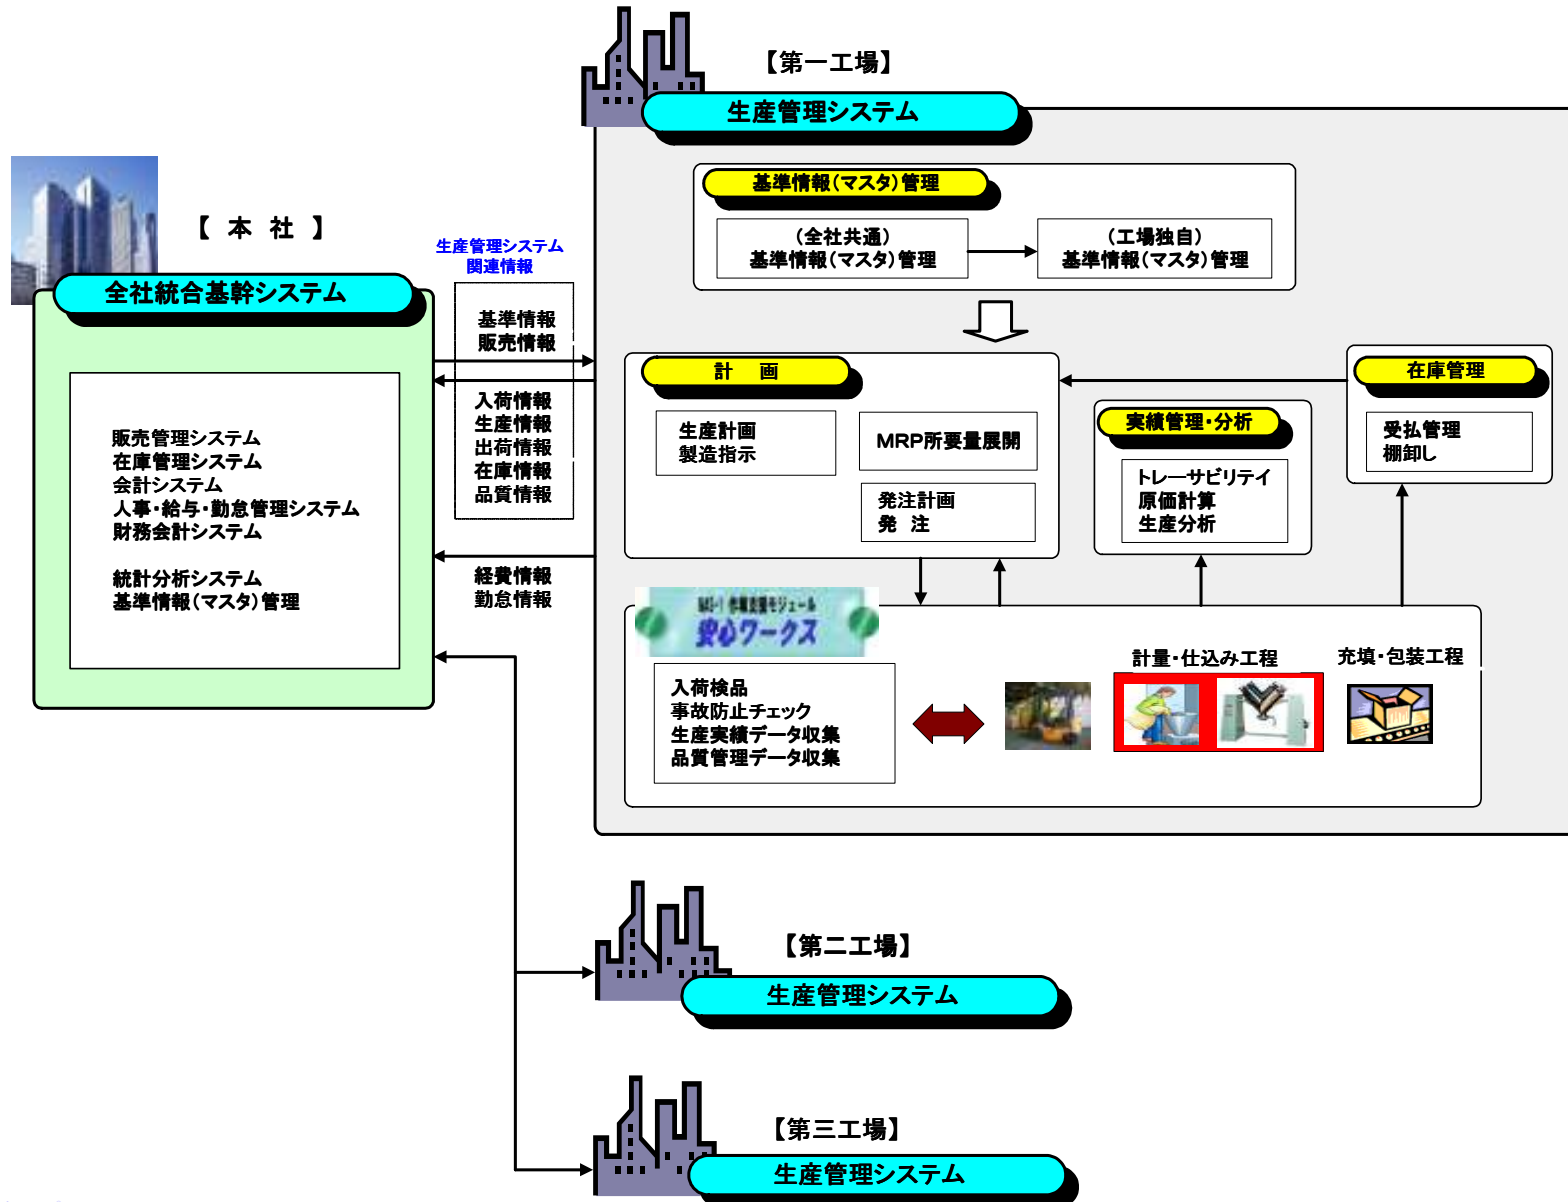 【第一工場】
生産管理システム
基準情報（マスタ）管理
（全社共通）
基準情報（マスタ）管理
（工場独自）
基準情報（マスタ）管理
【 本 社 】
全社統合基幹システム
販売管理システム
在庫管理システム
会計システム
人事・給与・勤怠管理システム
財務会計システム
統計分析システム
基準情報（マスタ）管理
生産管理システム
関連情報
基準情報
販売情報
入荷情報
生産情報
出荷情報
在庫情報
品質情報
経費情報
勤怠情報
計 画
生産計画
製造指示
MRP所要量展開
発注計画
発 注
実績管理・分析
トレーサビリテイ
原価計算
生産分析
在庫管理
受払管理
棚卸し
作業支援モジュール
安心ワークス
入荷検品
事故防止チェック
生産実績データ収集
品質管理データ収集
計量・仕込み工程
充填・包装工程
【第二工場】
生産管理システム
【第三工場】
生産管理システム